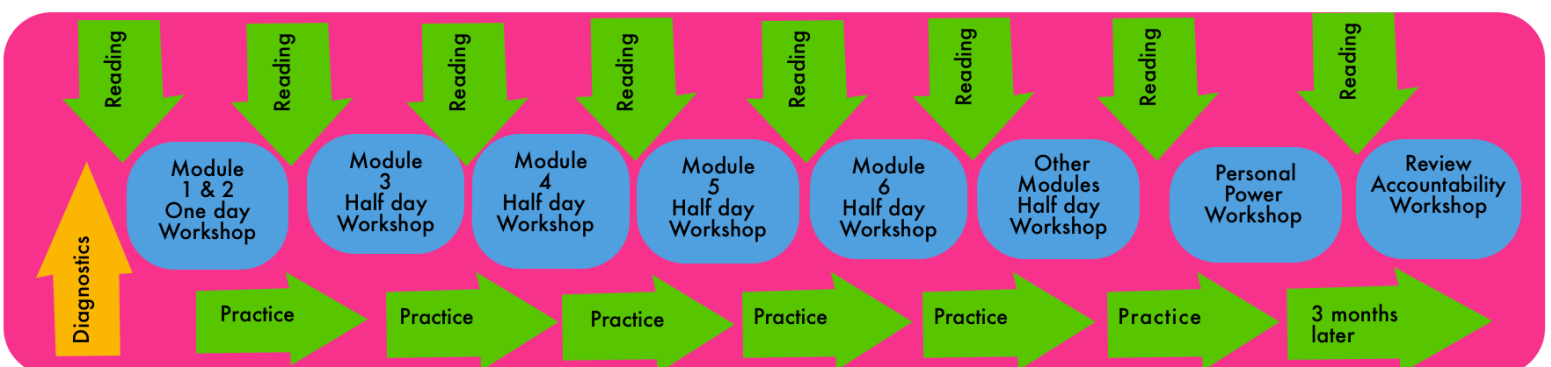 Reading
Reading
Reading
Reading
Reading
Reading
Reading
Reading
Diagnostics
Module
1 & 2
One day
Workshop
Module
3
Half day
Workshop
Module
4
Half day
Workshop
Module
5
Half day
Workshop
Module
6
Half day
Workshop
Other
Modules
Half day
Workshop
Personal
Power
Workshop
Review
Accountability
Workshop
Practice
Practice
Practice
Practice
Practice
Practice
3 months
later